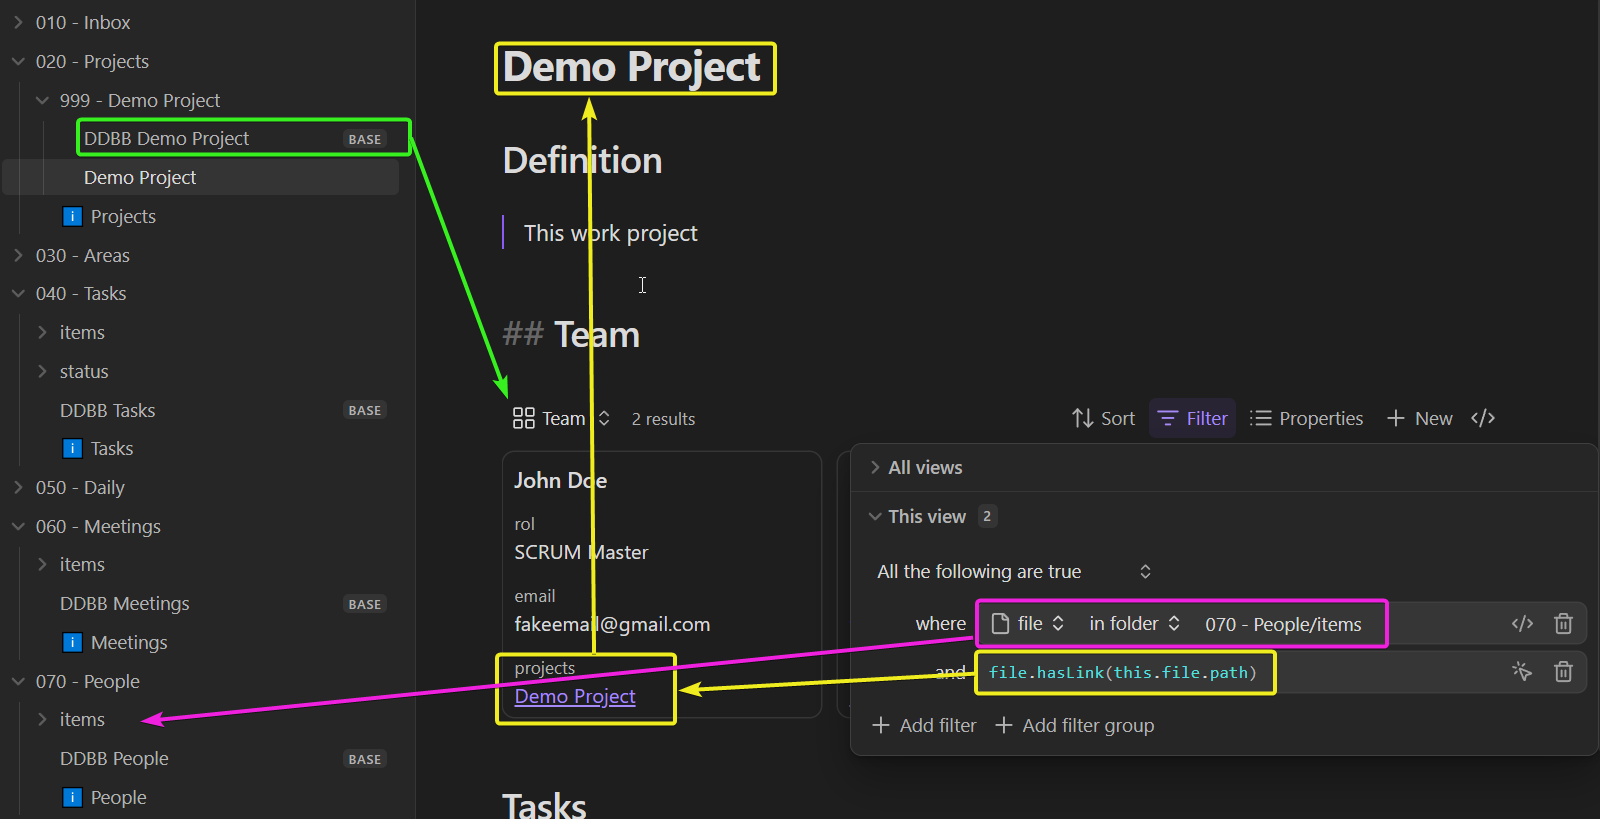 010 - Inbox
020 - Projects
999 - Demo Project
DDBB Demo Project BASE
Demo Project
i Projects
030 - Areas
040 - Tasks
items
status
DDBB Tasks BASE
i Tasks
050 - Daily
060 - Meetings
items
DDBB Meetings BASE
i Meetings
070 - People
items
DDBB People BASE
i People
Demo Project
Definition
This work project
## Team
Team 2 results Sort Filter Properties + New </>
John Doe
rol
SCRUM Master
email
fakeemail@gmail.com
projects
Demo Project
All views
This view 2
All the following are true
where file in folder 070 - People/items </>
and file.hasLink(this.file.path)
+ Add filter + Add filter group
Tasks